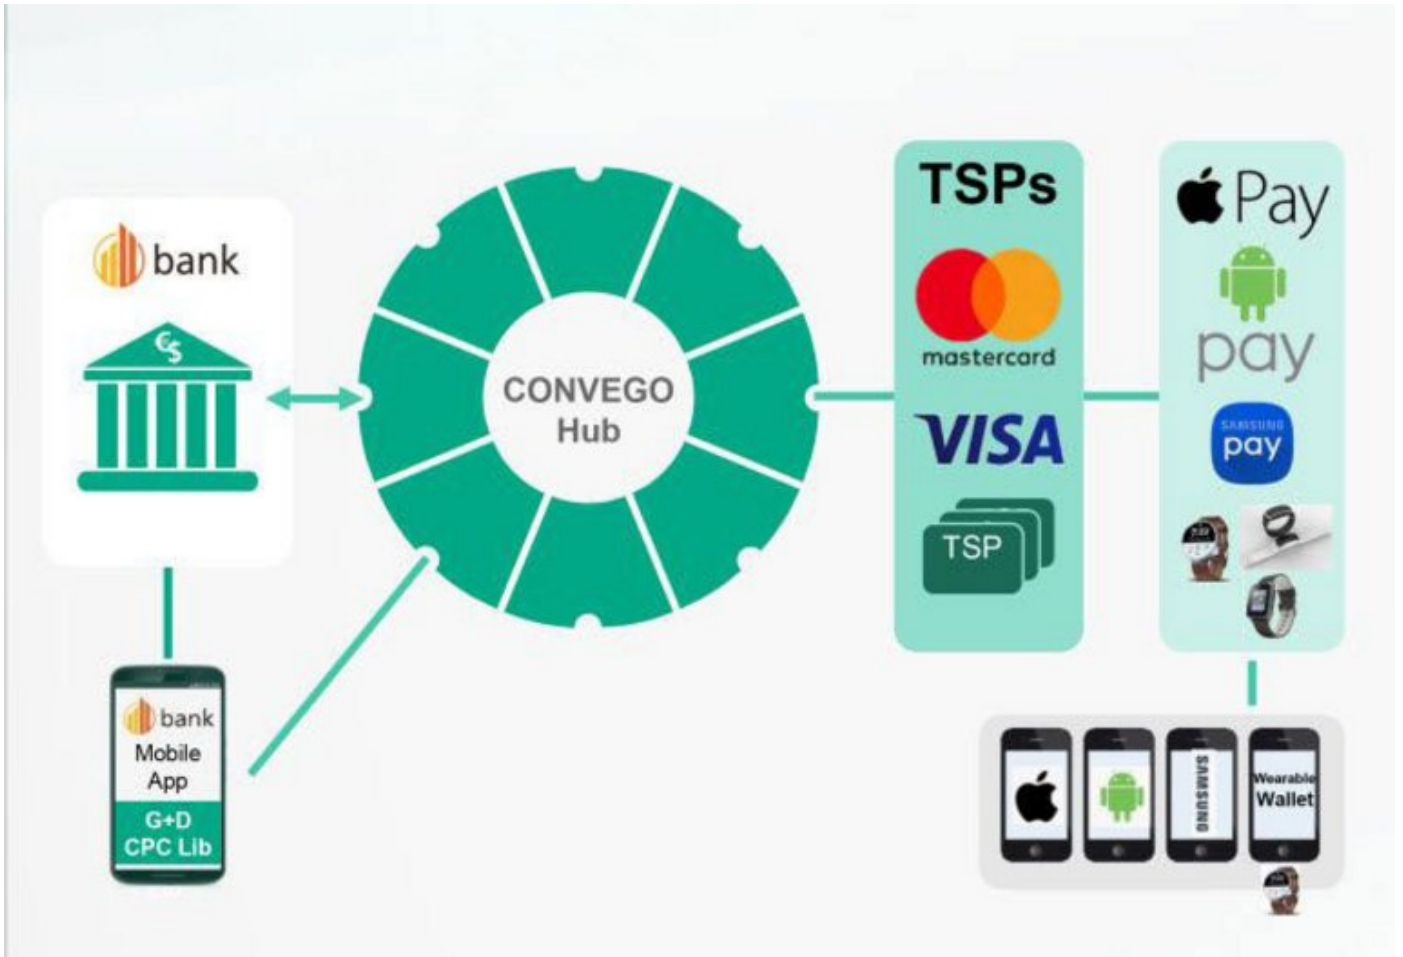 bank
€$
CONVEGO
Hub
TSPs
mastercard
VISA
TSP
Pay
pay
SAMSUNG
pay
bank
Mobile
App
G+D
CPC Lib
SAMSUNG
Wearable
Wallet